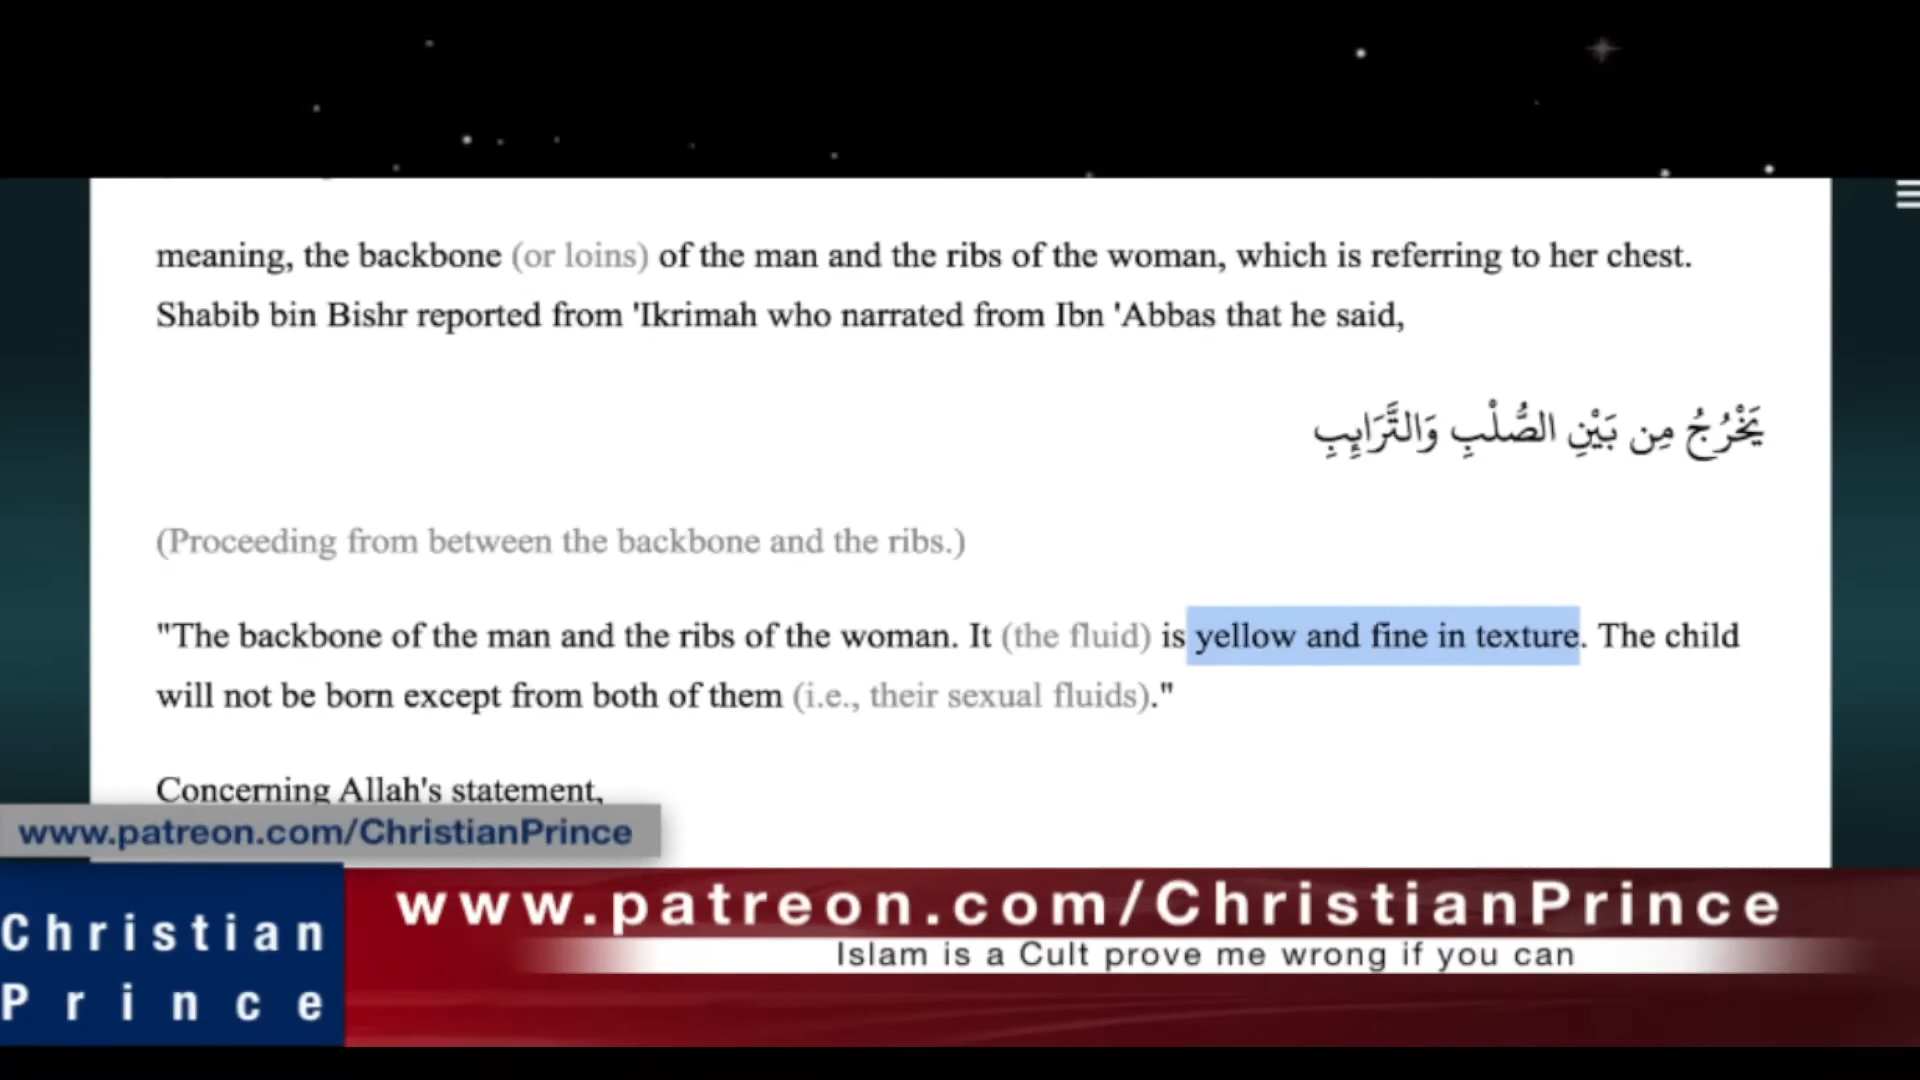 meaning, the backbone (or loins) of the man and the ribs of the woman, which is referring to her chest.
Shabib bin Bishr reported from 'Ikrimah who narrated from Ibn 'Abbas that he said,
يَخْرُجُ مِن بَيْنِ الصُّلْبِ وَالتَّرَايِبِ
(Proceeding from between the backbone and the ribs.)
"The backbone of the man and the ribs of the woman. It (the fluid) is yellow and fine in texture. The child
will not be born except from both of them (i.e., their sexual fluids)."
Concerning Allah's statement,
www.patreon.com/ChristianPrince
www.patreon.com/ChristianPrince
Islam is a Cult prove me wrong if you can
Christian
Prince